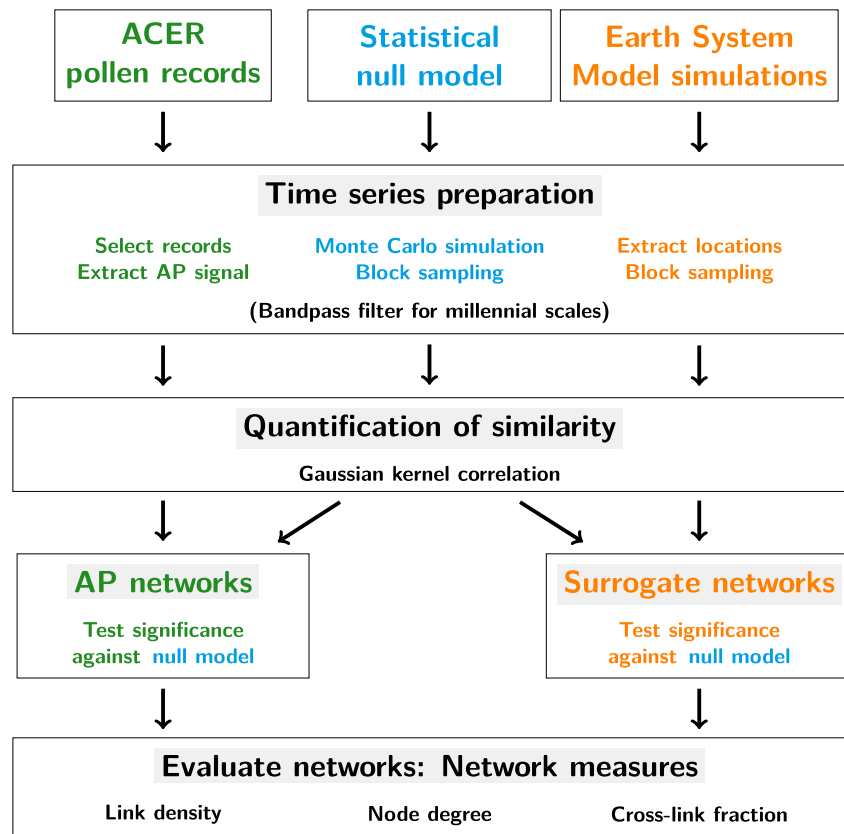 ACER
pollen records
Statistical
null model
Earth System
Model simulations
Time series preparation
Select records
Extract AP signal
Monte Carlo simulation
Block sampling
Extract locations
Block sampling
(Bandpass filter for millennial scales)
Quantification of similarity
Gaussian kernel correlation
AP networks
Test significance
against null model
Surrogate networks
Test significance
against null model
Evaluate networks: Network measures
Link density
Node degree
Cross-link fraction